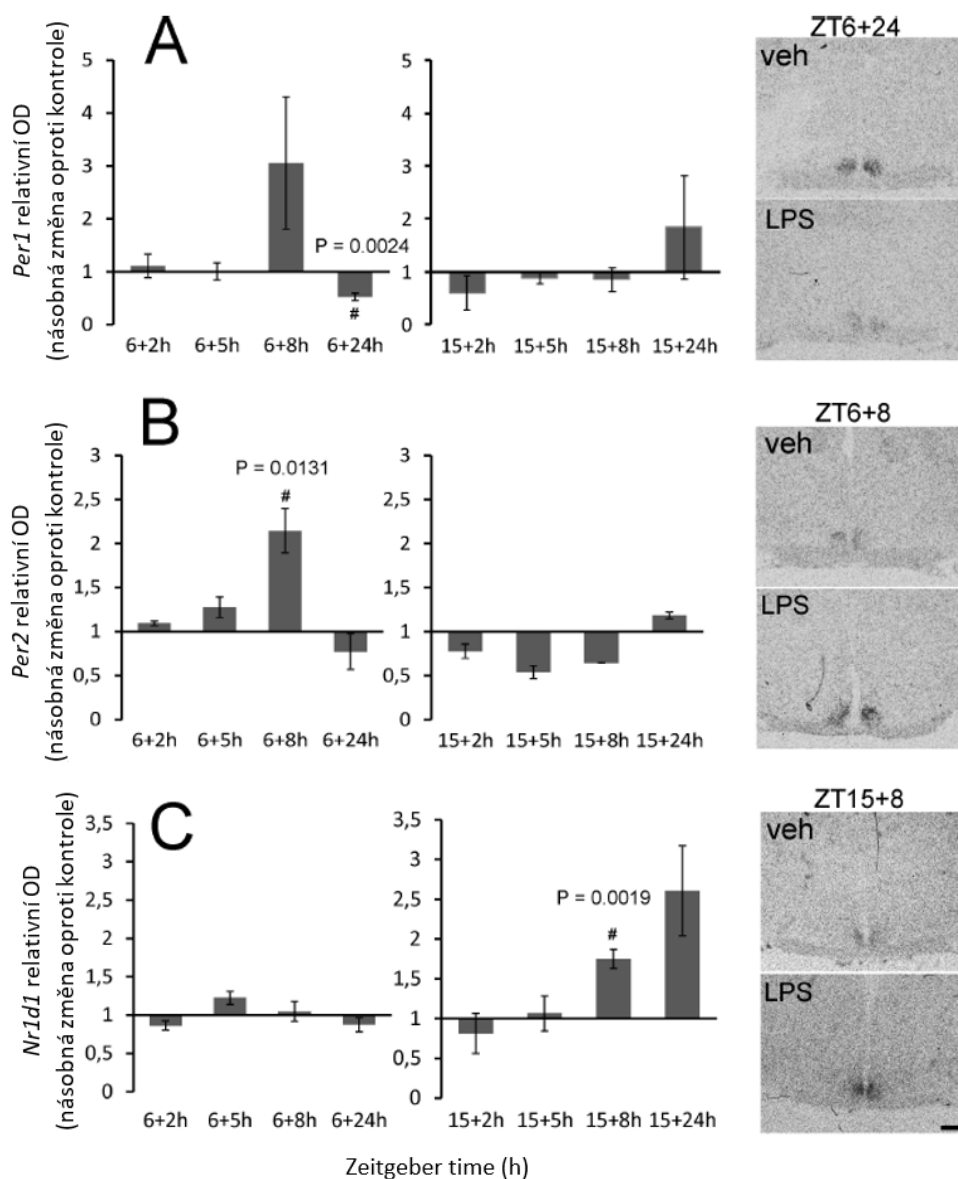 A
Per1 relativní OD
(násobná změna oproti kontrole)
5
4
3
2
1
0
P = 0.0024
#
6+2h 6+5h 6+8h 6+24h
5
4
3
2
1
0
15+2h 15+5h 15+8h 15+24h
ZT6+24
veh
LPS
B
Per2 relativní OD
(násobná změna oproti kontrole)
3
2,5
2
1,5
1
0,5
0
P = 0.0131
#
6+2h 6+5h 6+8h 6+24h
3
2,5
2
1,5
1
0,5
0
15+2h 15+5h 15+8h 15+24h
ZT6+8
veh
LPS
C
Nr1d1 relativní OD
(násobná změna oproti kontrole)
3,5
3
2,5
2
1,5
1
0,5
0
6+2h 6+5h 6+8h 6+24h
3,5
3
2,5
2
1,5
1
0,5
0
P = 0.0019
#
15+2h 15+5h 15+8h 15+24h
ZT15+8
veh
LPS
Zeitgeber time (h)